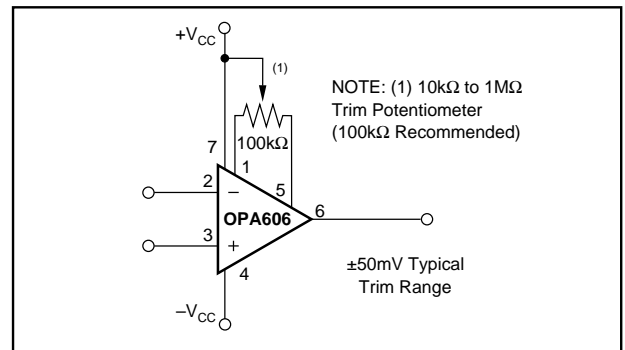 +VCC
(1)
NOTE: (1) 10kΩ to 1MΩ
Trim Potentiometer
(100kΩ Recommended)
100kΩ
7
1
5
2
–
OPA606
6
3
+
4
±50mV Typical
Trim Range
–VCC